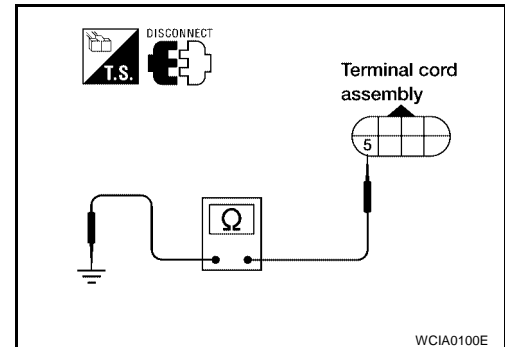 DISCONNECT
T.S.
Terminal cord
assembly
5
Ω
WCIA0100E